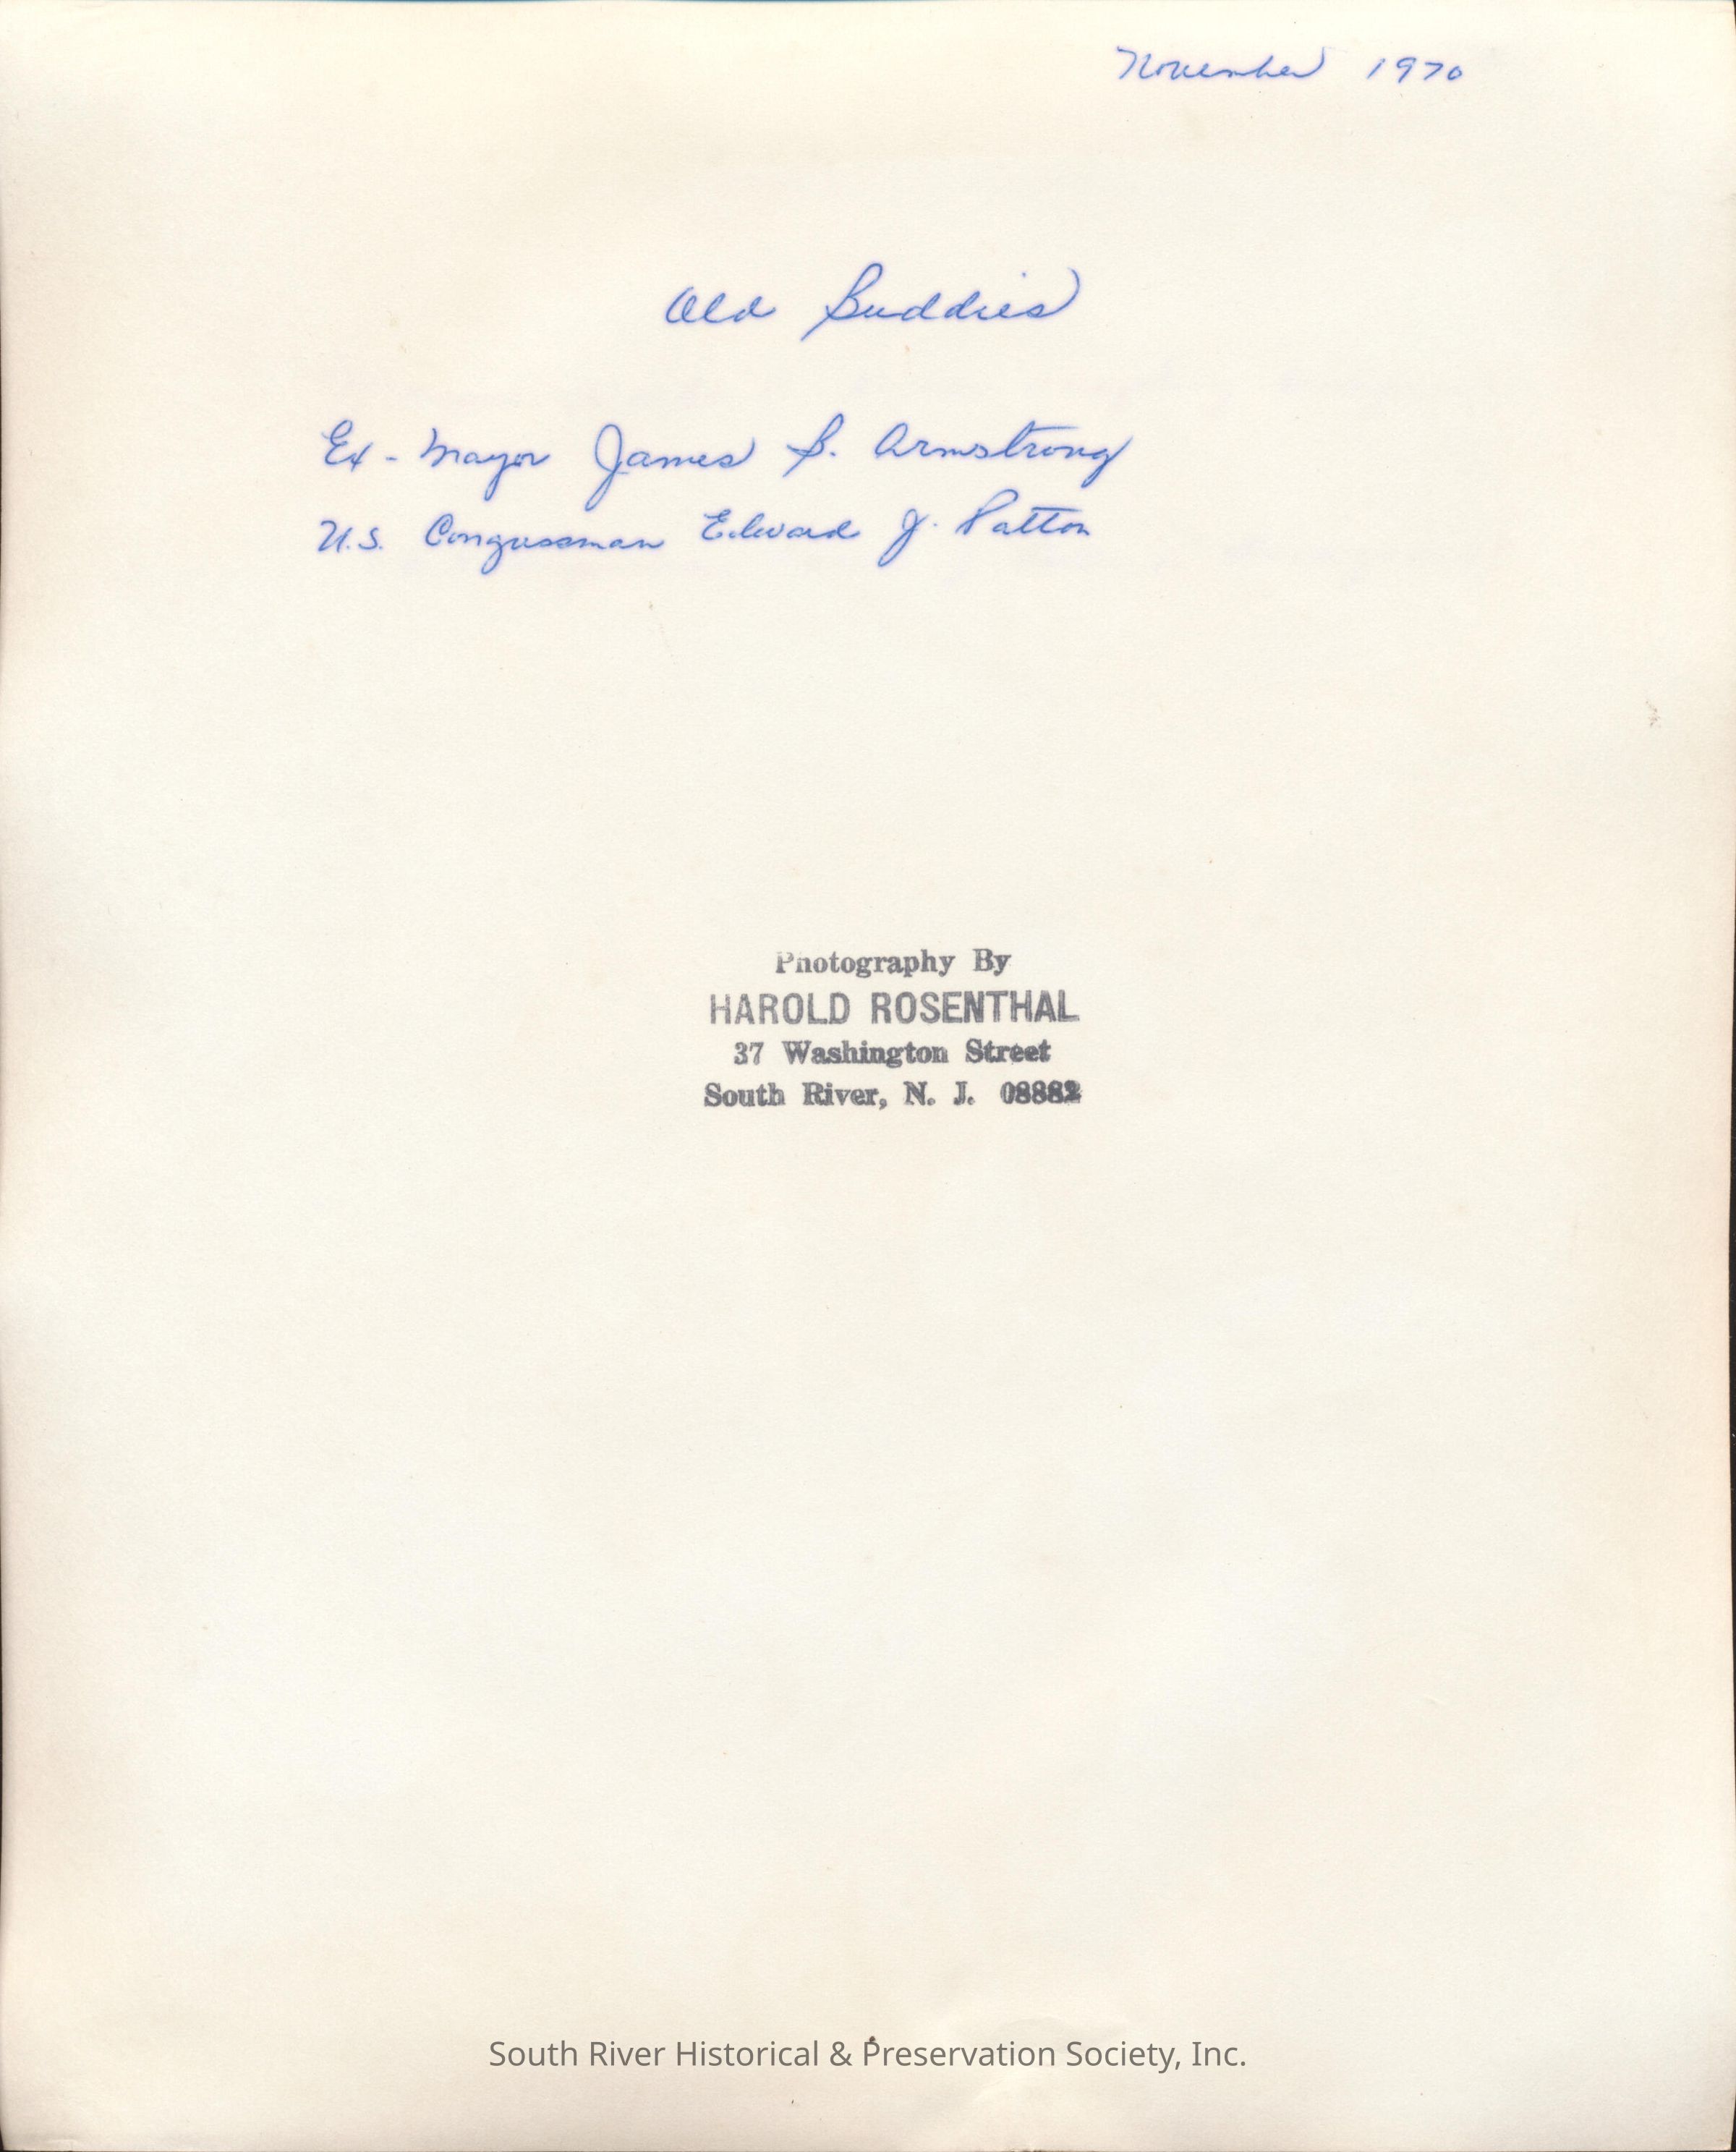 November 1970
Old Buddies
Ex-Mayor James B. Armstrong
U.S. Congressman Edward J. Patton
Photography By
HAROLD ROSENTHAL
37 Washington Street
South River, N. J. 08882
South River Historical & Preservation Society, Inc.